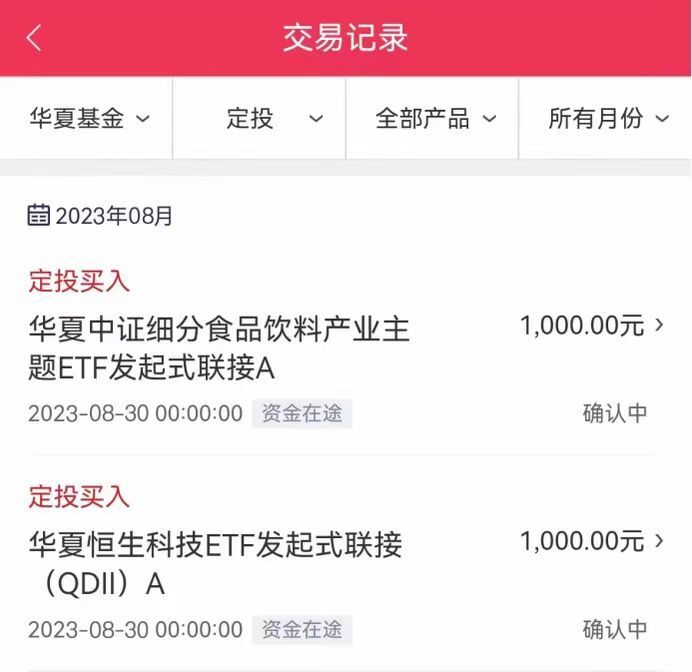 交易记录
华夏基金 定投 全部产品 所有月份
2023年08月
定投买入
华夏中证细分食品饮料产业主 1,000.00元
题ETF发起式联接A
2023-08-30 00:00:00 资金在途 确认中
定投买入
华夏恒生科技ETF发起式联接 1,000.00元
（QDII）A
2023-08-30 00:00:00 资金在途 确认中